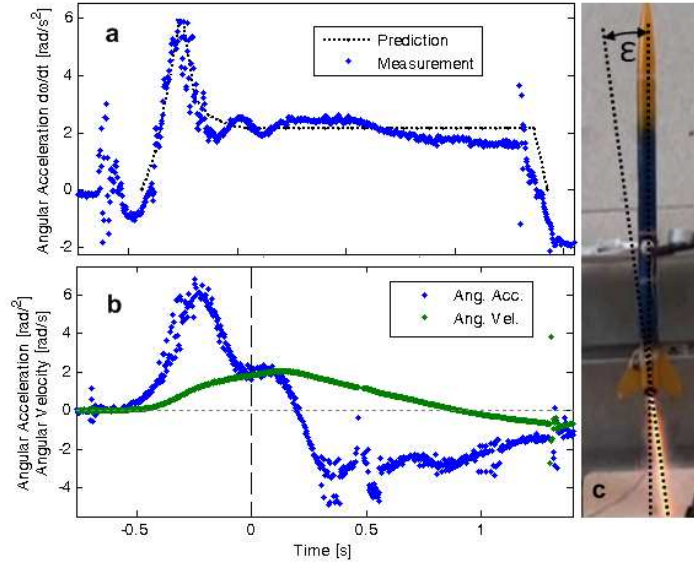 a
Angular Acceleration dω/dt [rad/s²]
6
4
2
0
-2
Prediction
Measurement
ε
b
Angular Acceleration [rad/²]
Angular Velocity [rad/s]
6
4
2
0
-2
-4
Ang. Acc.
Ang. Vel.
-0.5
0
0.5
1
Time [s]
c